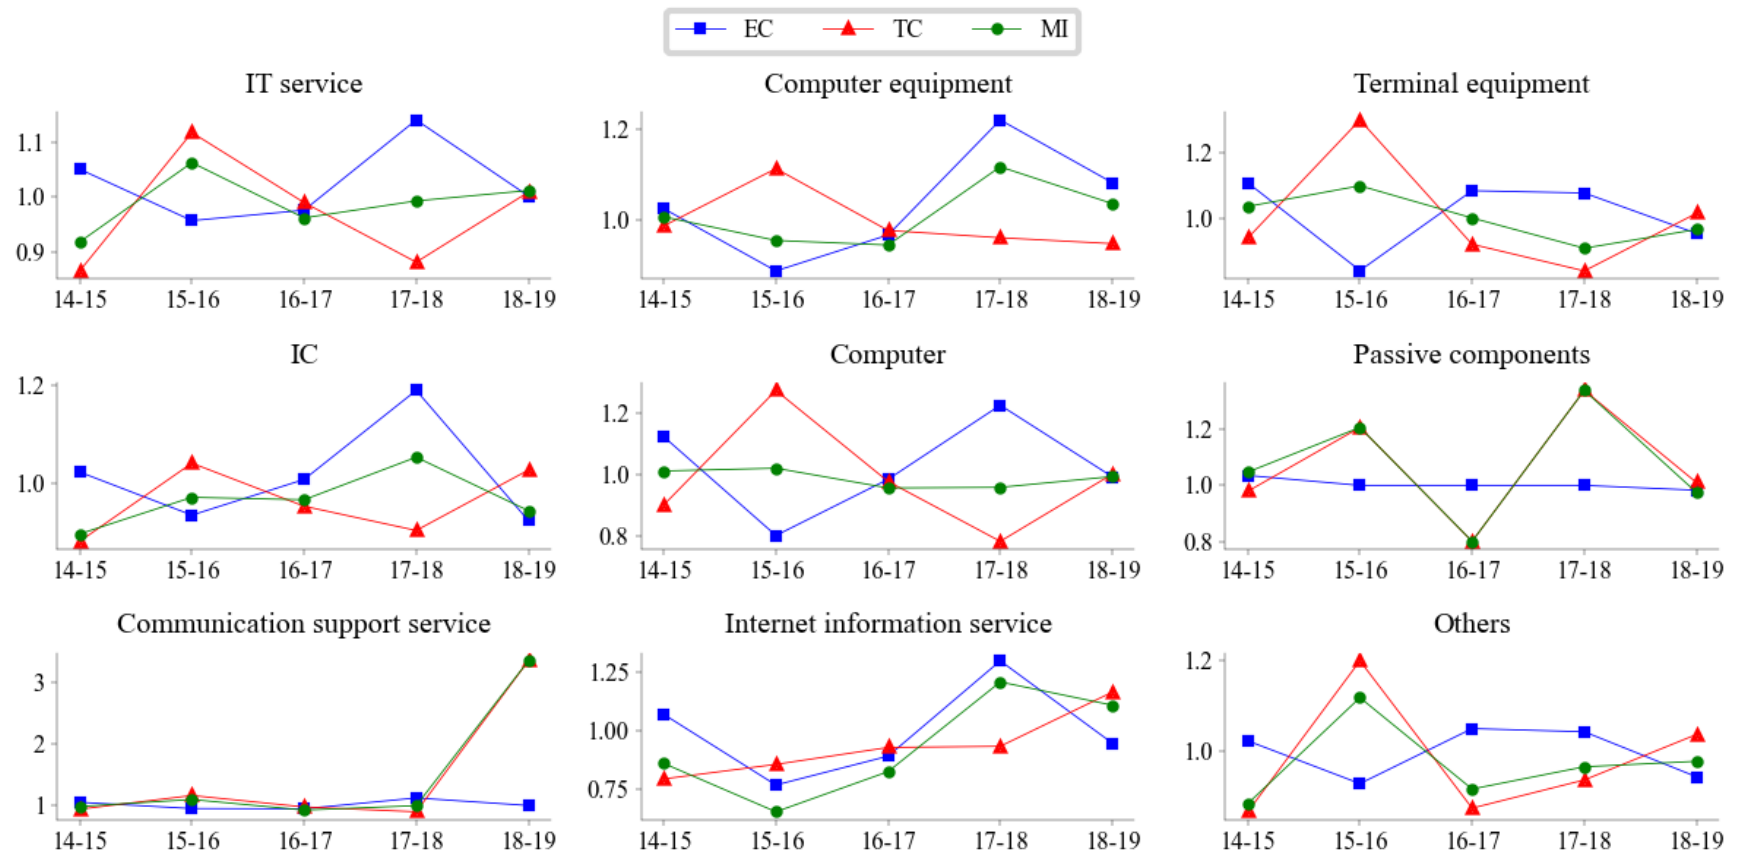 EC TC MI
IT service Computer equipment Terminal equipment
1.1
1.0
0.9
14-15 15-16 16-17 17-18 18-19
1.2
1.0
14-15 15-16 16-17 17-18 18-19
1.2
1.0
14-15 15-16 16-17 17-18 18-19
IC Computer Passive components
1.2
1.0
14-15 15-16 16-17 17-18 18-19
1.2
1.0
0.8
14-15 15-16 16-17 17-18 18-19
1.2
1.0
0.8
14-15 15-16 16-17 17-18 18-19
Communication support service Internet information service Others
3
2
1
14-15 15-16 16-17 17-18 18-19
1.25
1.00
0.75
14-15 15-16 16-17 17-18 18-19
1.2
1.0
14-15 15-16 16-17 17-18 18-19